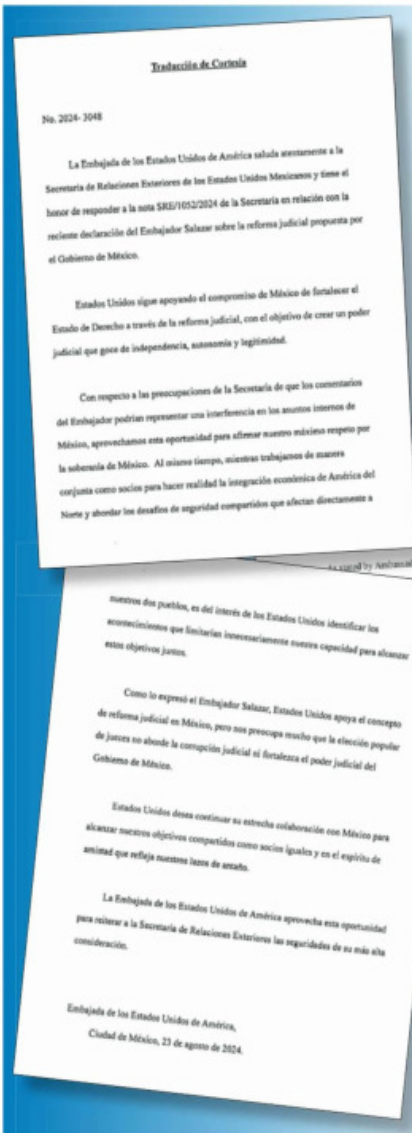 Traducción de Cortesía
No. 2024- 3048
La Embajada de los Estados Unidos de América saluda atentamente a la
Secretaría de Relaciones Exteriores de los Estados Unidos Mexicanos y tiene el
honor de responder a la nota SRE/1052/2024 de la Secretaría en relación con la
reciente declaración del Embajador Salazar sobre la reforma judicial propuesta por
el Gobierno de México.
Estados Unidos sigue apoyando el compromiso de México de fortalecer el
Estado de Derecho a través de la reforma judicial, con el objetivo de crear un poder
judicial que goce de independencia, autonomía y legitimidad.
Con respecto a las preocupaciones de la Secretaría de que los comentarios
del Embajador podrían representar una interferencia en los asuntos internos de
México, aprovechamos esta oportunidad para afirmar nuestro máximo respeto por
la soberanía de México. Al mismo tiempo, mientras trabajamos de manera
conjunta como socios para hacer realidad la integración económica de América del
Norte y abordar los desafíos de seguridad compartidos que afectan directamente a
As stated by Ambassad
nuestros dos pueblos, es del interés de los Estados Unidos identificar los
acontecimientos que limitarían innecesariamente nuestra capacidad para alcanzar
estos objetivos juntos.
Como lo expresó el Embajador Salazar, Estados Unidos apoya el concepto
de reforma judicial en México, pero nos preocupa mucho que la elección popular
de jueces no aborde la corrupción judicial ni fortalezca el poder judicial del
Gobierno de México.
Estados Unidos desea continuar su estrecha colaboración con México para
alcanzar nuestros objetivos compartidos como socios iguales y en el espíritu de
amistad que refleja nuestros lazos de antaño.
La Embajada de los Estados Unidos de América aprovecha esta oportunidad
para reiterar a la Secretaría de Relaciones Exteriores las seguridades de su más alta
consideración.
Embajada de los Estados Unidos de América,
Ciudad de México, 23 de agosto de 2024.